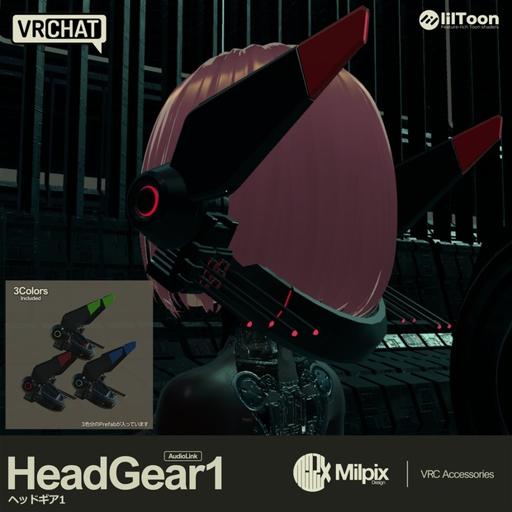 VRCHAT
lilToon
Feature-rich Toon shaders
3Colors
Included
3色分のPrefabが入っています
AudioLink
HeadGear1
ヘッドギア1
Milpix
Design
VRC Accessories